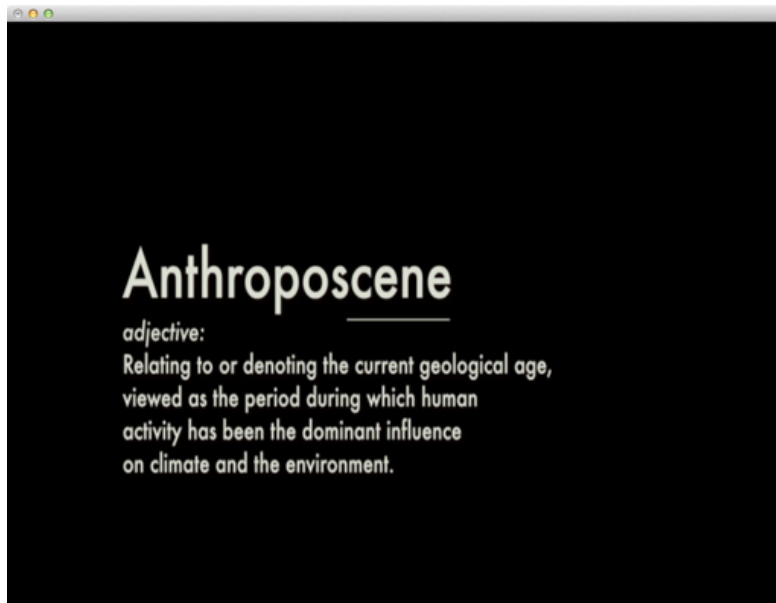 Anthroposcene
adjective:
Relating to or denoting the current geological age,
viewed as the period during which human
activity has been the dominant influence
on climate and the environment.